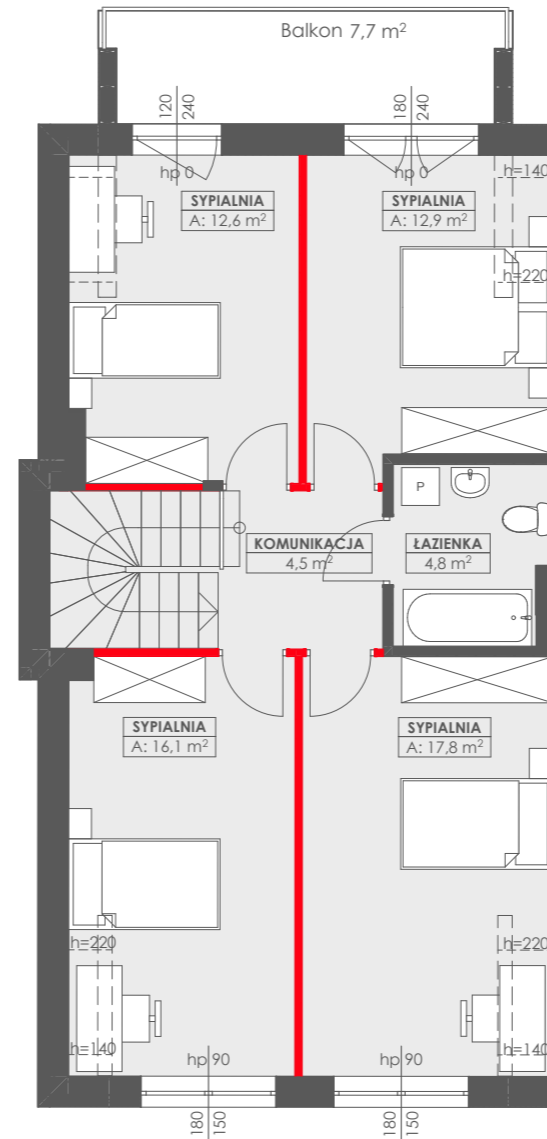 Balkon 7,7 m²
120
240
180
240
hp 0
hp 0
h=140
SYPIALNIA
A: 12,6 m²
SYPIALNIA
A: 12,9 m²
h=220
P
KOMUNIKACJA
4,5 m²
ŁAZIENKA
4,8 m²
SYPIALNIA
A: 16,1 m²
SYPIALNIA
A: 17,8 m²
h=220
h=220
h=140
h=140
hp 90
hp 90
180
150
180
150